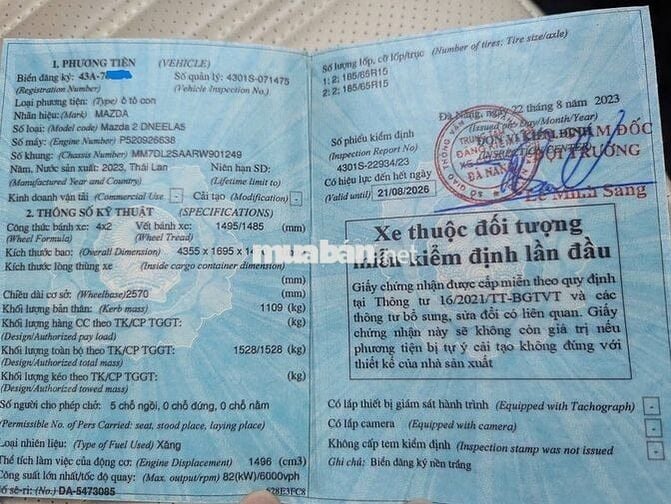 1. PHƯƠNG TIỆN (VEHICLE)
Biển đăng ký: 43A-7
Số quản lý: 4301S-071475
(Registration Number) (Vehicle Inspection No.)
Loại phương tiện: (Type) ô tô con
Nhãn hiệu: (Mark) MAZDA
Số loại: (Model code) Mazda 2 DNEELA5
Số máy: (Engine Number) P520926538
Số khung: (Chassis Number) MM7DL2SAARW901249
Năm, Nước sản xuất: 2023, Thái Lan Niên hạn SD:
(Manufactured Year and Country) (Lifetime limit to)
Kinh doanh vận tải (Commercial Use) - Cải tạo (Modification) -
2. THÔNG SỐ KỸ THUẬT (SPECIFICATIONS)
Công thức bánh xe: 4x2 Vết bánh xe: 1495/1485 (mm)
(Wheel Formula) (Wheel Tread)
Kích thước bao: (Overall Dimension) 4355 x 1695 x
Kích thước lòng thùng xe (Inside cargo container dimension)
(mm)
Chiều dài cơ sở: (Wheelbase) 2570 (mm)
Khối lượng bản thân: (Kerb mass) 1109 (kg)
Khối lượng hàng CC theo TK/CP TGGT: (kg)
(Design/Authorized pay load)
Khối lượng toàn bộ theo TK/CP TGGT: 1528/1528 (kg)
(Design/Authorized total mass)
Khối lượng kéo theo TK/CP TGGT: (kg)
(Design/Authorized towed mass)
Số người cho phép chở: 5 chỗ ngồi, 0 chỗ đứng, 0 chỗ nằm
(Permissible No. of Pers Carried: seat, stood place, laying place)
Loại nhiên liệu: (Type of Fuel Used) Xăng
Thể tích làm việc của động cơ: (Engine Displacement) 1496 (cm3)
Công suất lớn nhất/tốc độ quay: (Max. output/rpm) 82(kW)/6000vph
Số sê-ri: (No.) DA-5473085
628E3FC8
Số lượng lốp, cỡ lốp/trục (Number of tires: Tire size/axle)
1: 2; 185/65R15
2: 2; 185/65R15
Đà Nẵng, ngày 22 tháng 8 năm 2023
(Issued on: Day/Month/Year)
Số phiếu kiểm định ĐƠN VỊ KIỂM ĐỊNH
(Inspection Report No) (INSPECTION CENTER)
4301S-22934/23
Có hiệu lực đến hết ngày
(Valid until) 21/08/2026
GIÁM ĐỐC
ĐỘI TRƯỞNG
Lê Minh Sang
ĐÀ NẴNG
muaban.net
Xe thuộc đối tượng
miễn kiểm định lần đầu
Giấy chứng nhận được cấp miễn theo quy định
tại Thông tư 16/2021/TT-BGTVT và các
thông tư bổ sung, sửa đổi có liên quan. Giấy
chứng nhận này sẽ không còn giá trị nếu
phương tiện bị tự ý cải tạo không đúng với
thiết kế của nhà sản xuất
Có lắp thiết bị giám sát hành trình (Equipped with Tachograph) -
Có lắp camera (Equipped with camera) -
Không cấp tem kiểm định (Inspection stamp was not issued -
Ghi chú: Biển đăng ký nền trắng